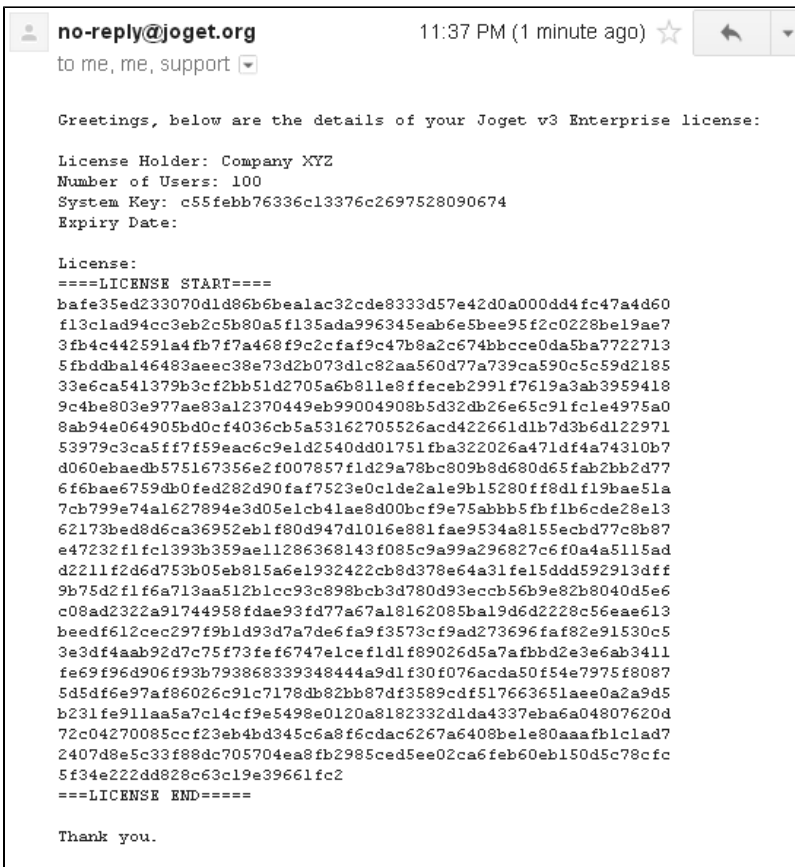 no-reply@joget.org 11:37 PM (1 minute ago)
to me, me, support
Greetings, below are the details of your Joget v3 Enterprise license:
License Holder: Company XYZ
Number of Users: 100
System Key: c55febb76336c13376c2697528090674
Expiry Date:
License:
====LICENSE START====
bafe35ed233070d1d86b6bea1ac32cde8333d57e42d0a000dd4fc47a4d60
f13c1ad94cc3eb2c5b80a5f135ada996345eab6e5bee95f2c0228be19ae7
3fb4c442591a4fb7f7a468f9c2cfaf9c47b8a2c674bbcce0da5ba7722713
5fbddba146483aeec38e73d2b073d1c82aa560d77a739ca590c5c59d2185
33e6ca541379b3cf2bb51d2705a6b811e8ffeceb2991f7619a3ab3959418
9c4be803e977ae83a12370449eb99004908b5d32db26e65c91fc1e4975a0
8ab94e064905bd0cf4036cb5a53162705526acd422661d1b7d3b6d122971
53979c3ca5ff7f59eac6c9e1d2540dd01751fba322026a471df4a74310b7
d060ebaedb575167356e2f007857f1d29a78bc809b8d680d65fab2bb2d77
6f6bae6759db0fed282d90faf7523e0c1de2a1e9b15280ff8d1f19bae51a
7cb799e74a1627894e3d05e1cb41ae8d00bcf9e75abbb5fbf1b6cde28e13
62173bed8d6ca36952eb1f80d947d1016e881fae9534a8155ecbd77c8b87
e47232f1fc1393b359ae11286368143f085c9a99a296827c6f0a4a5115ad
d2211f2d6d753b05eb815a6e1932422cb8d378e64a31fe15ddd592913dff
9b75d2f1f6a713aa512b1cc93c898bcb3d780d93eccb56b9e82b8040d5e6
c08ad2322a91744958fdae93fd77a67a18162085ba19d6d2228c56eae613
beedf612cec297f9b1d93d7a7de6fa9f3573cf9ad273696faf82e91530c5
3e3df4aab92d7c75f73fef6747e1cef1d1f89026d5a7afbbd2e3e6ab3411
fe69f96d906f93b793868339348444a9d1f30f076acda50f54e7975f8087
5d5df6e97af86026c91c7178db82bb87df3589cdf517663651aee0a2a9d5
b231fe911aa5a7c14cf9e5498e0120a8182332d1da4337eba6a04807620d
72c04270085ccf23eb4bd345c6a8f6cdac6267a6408be1e80aaafb1c1ad7
2407d8e5c33f88dc705704ea8fb2985ced5ee02ca6feb60eb150d5c78cfc
5f34e222dd828c63c19e39661fc2
===LICENSE END=====
Thank you.